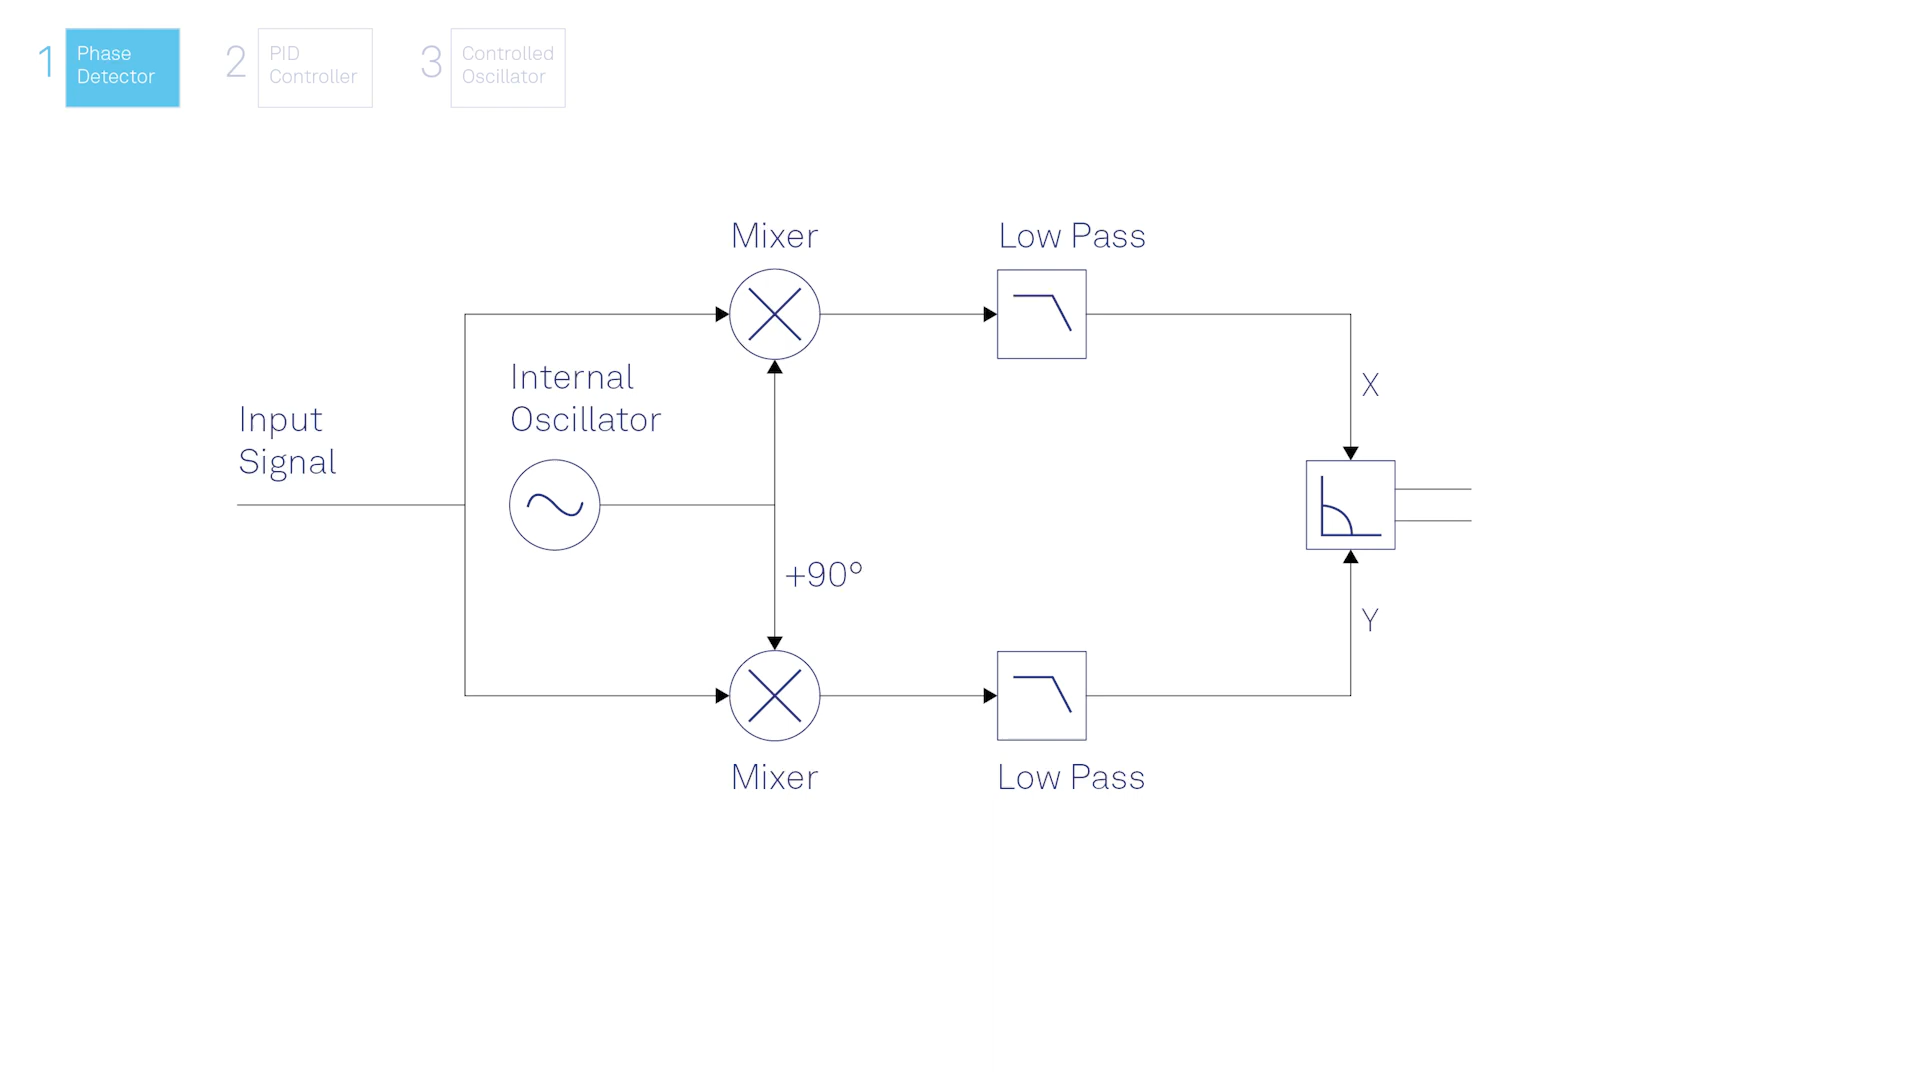 1
Phase
Detector
2
PID
Controller
3
Controlled
Oscillator
Mixer
Low Pass
Internal
Oscillator
Input
Signal
X
+90°
Y
Mixer
Low Pass